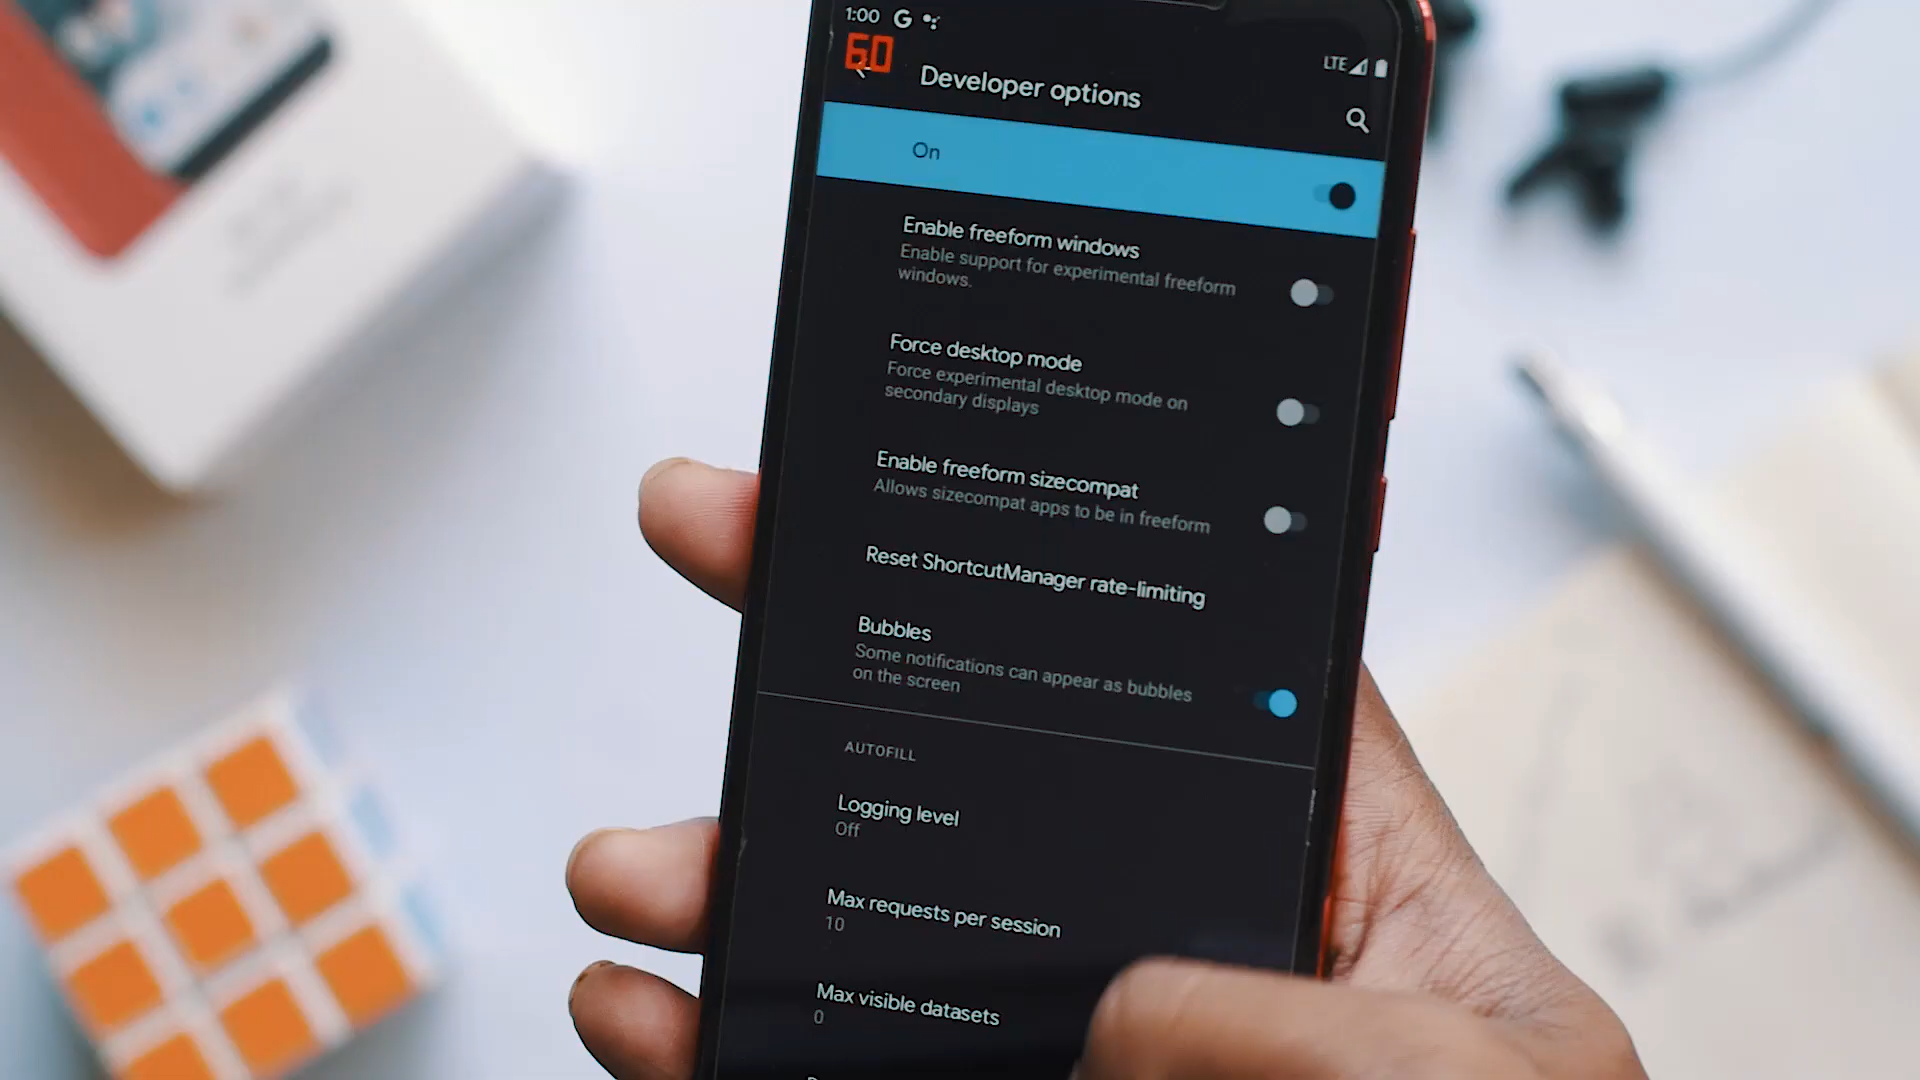 1:00 G
LTE
60
Developer options
On
Enable freeform windows
Enable support for experimental freeform
windows.
Force desktop mode
Force experimental desktop mode on
secondary displays
Enable freeform sizecompat
Allows sizecompat apps to be in freeform
Reset ShortcutManager rate-limiting
Bubbles
Some notifications can appear as bubbles
on the screen
AUTOFILL
Logging level
Off
Max requests per session
10
Max visible datasets
0